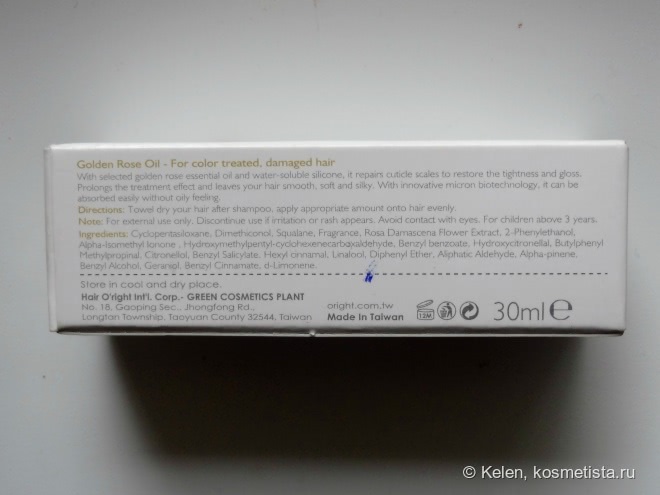 Golden Rose Oil - For color treated, damaged hair
With selected golden rose essential oil and water-soluble silicone, it repairs cuticle scales to restore the tightness and gloss.
Prolongs the treatment effect and leaves your hair smooth, soft and silky. With innovative micron biotechnology, it can be
absorbed easily without oily feeling.
Directions: Towel dry your hair after shampoo, apply appropriate amount onto hair evenly.
Note: For external use only. Discontinue use if irritation or rash appears. Avoid contact with eyes. For children above 3 years.
Ingredients: Cyclopentasiloxane, Dimethiconol, Squalane, Fragrance, Rosa Damascena Flower Extract, 2-Phenylethanol,
Alpha-Isomethyl Ionone , Hydroxymethylpentyl-cyclohexenecarboxaldehyde, Benzyl benzoate, Hydroxycitronellal, Butylphenyl
Methylpropinal, Citronellol, Benzyl Salicylate, Hexyl cinnamal, Linalool, Diphenyl Ether, Aliphatic Aldehyde, Alpha-pinene,
Benzyl Alcohol, Geraniol, Benzyl Cinnamate, d-Limonene.
Store in cool and dry place.
Hair O'right Int'l. Corp.- GREEN COSMETICS PLANT
No. 18, Gaoping Sec., Jhongfong Rd.,
Longtan Township, Taoyuan County 32544, Taiwan
oright.com.tw
Made In Taiwan
12M
30ml e
© Kelen, kosmetista.ru